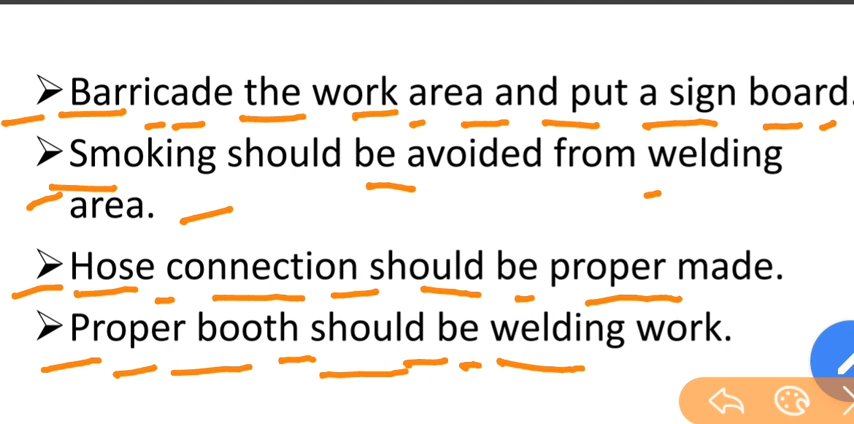 ➢Barricade the work area and put a sign board.
➢Smoking should be avoided from welding
area.
➢Hose connection should be proper made.
➢Proper booth should be welding work.